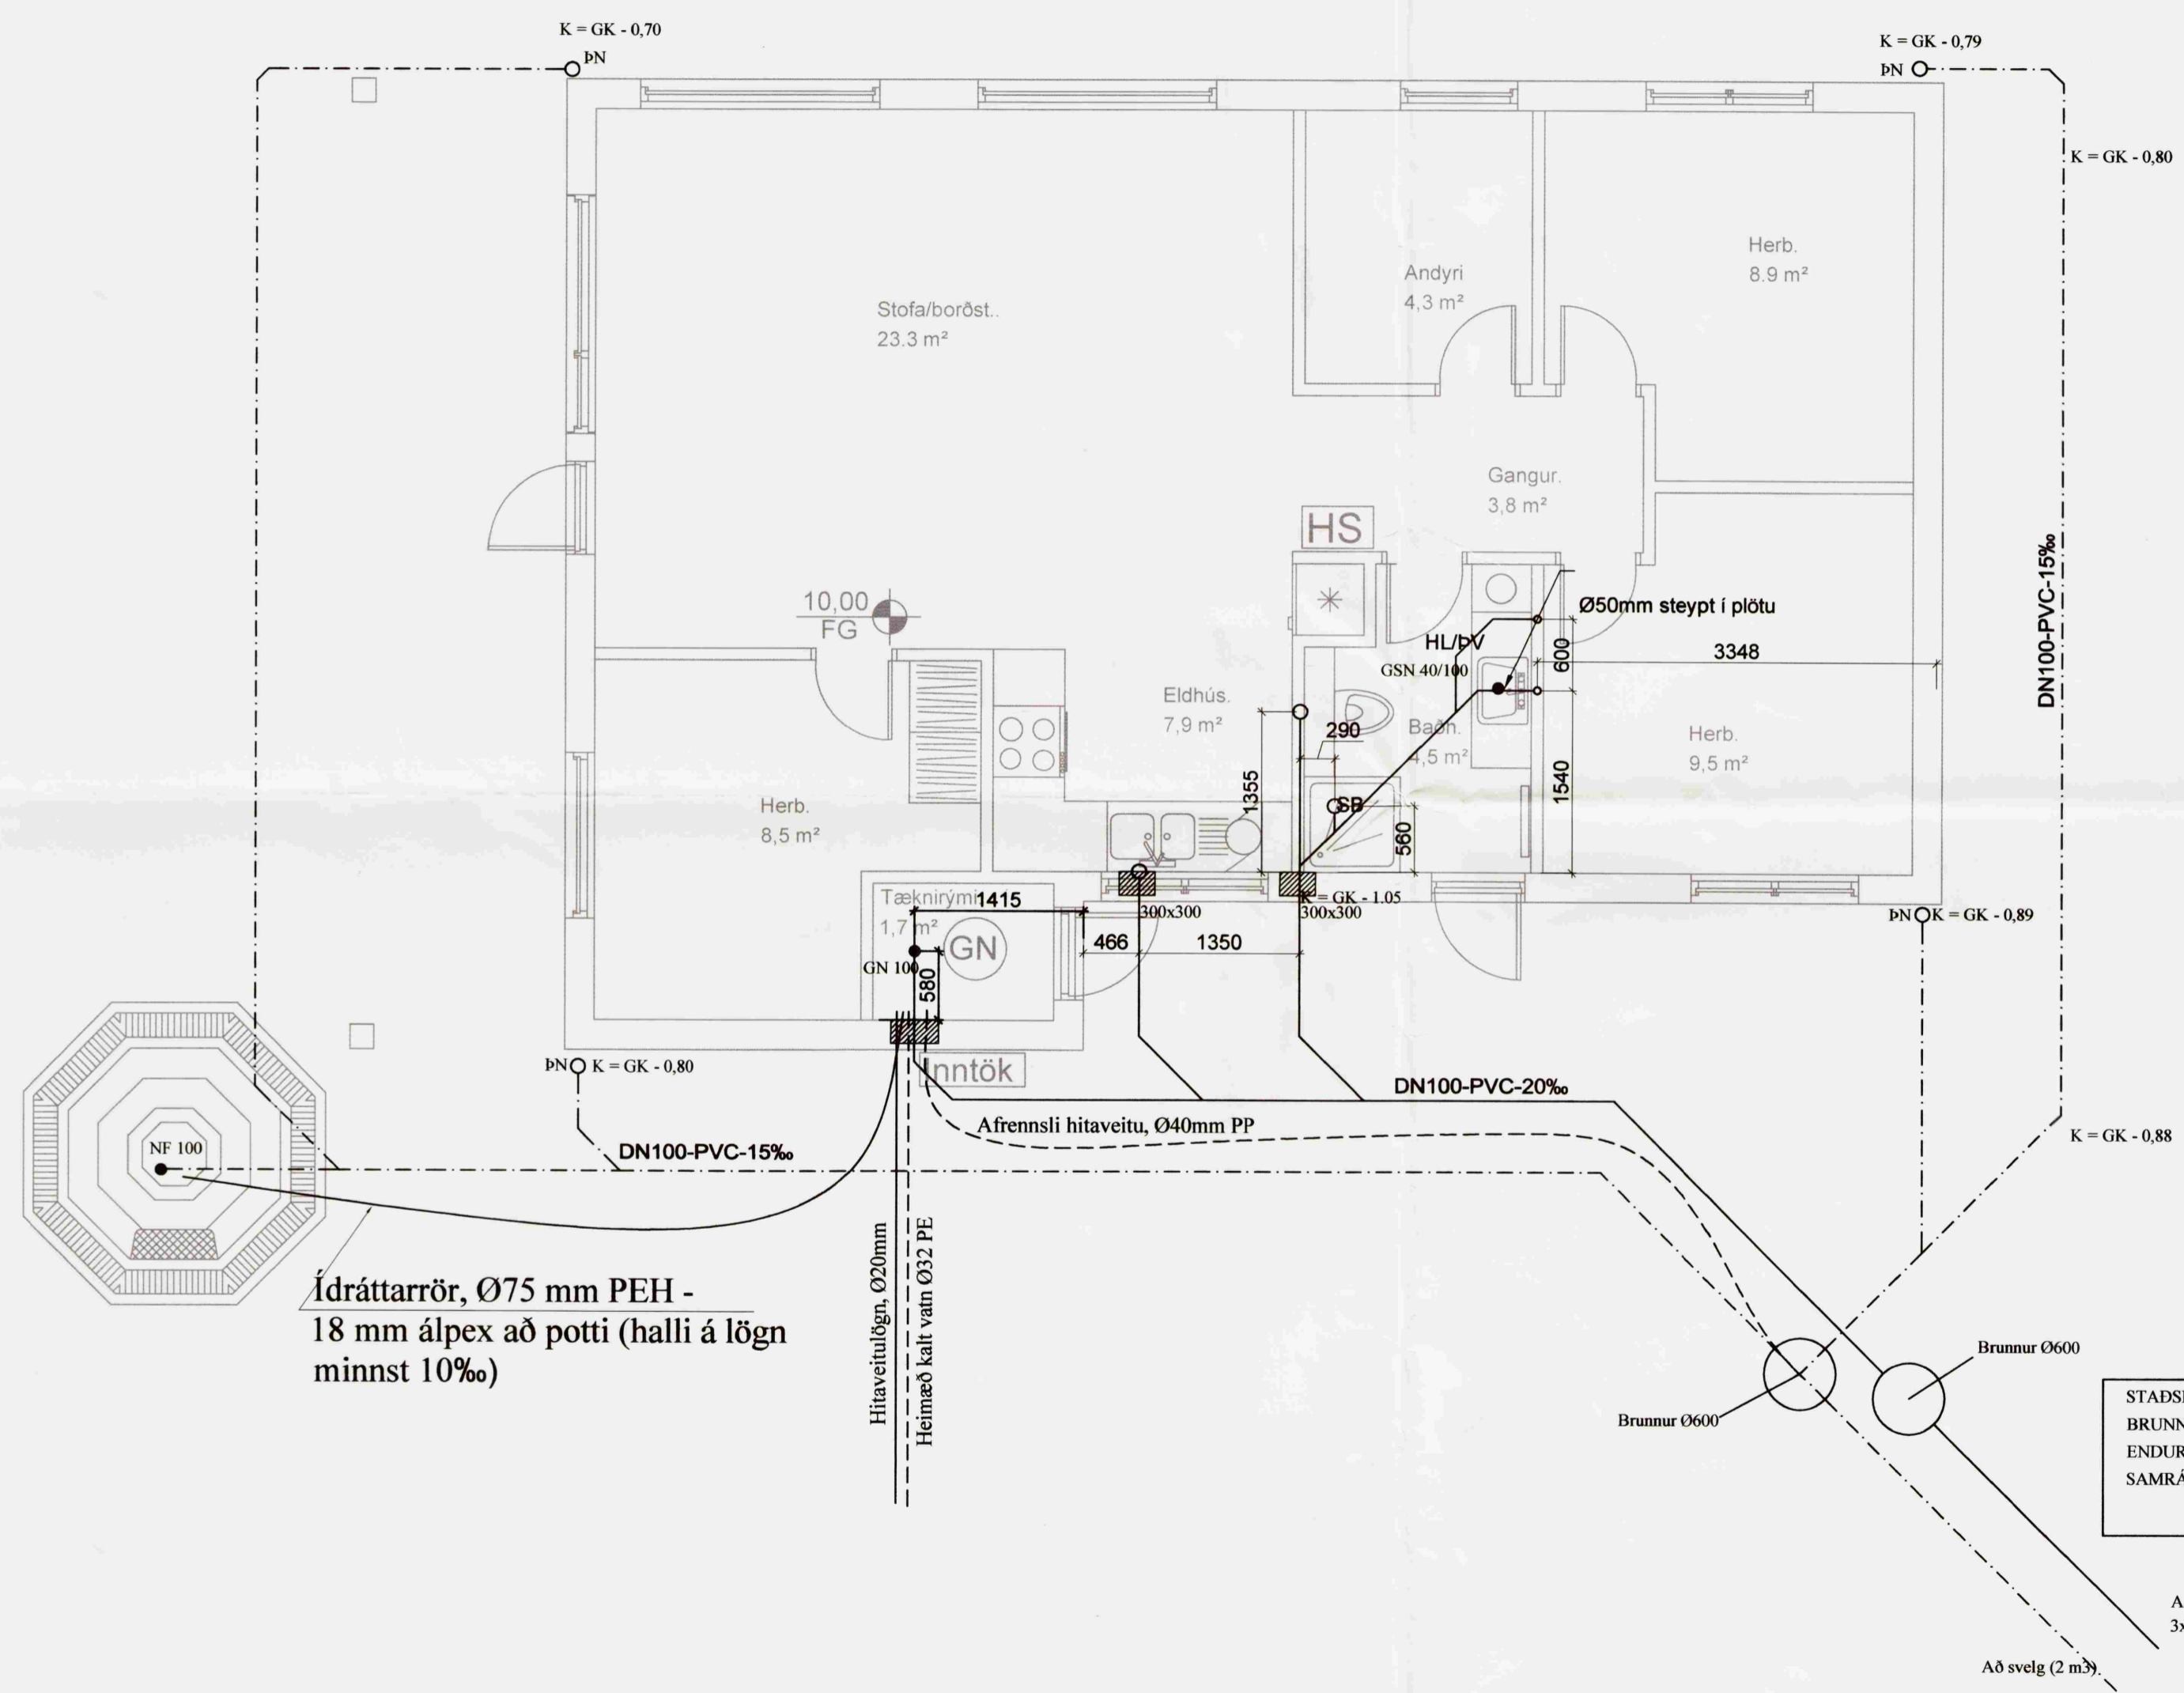 K = GK - 0,70
ÞN
K = GK - 0,79
ÞN
K = GK - 0,80
Herb.
8.9 m²
Andyri
4,3 m²
Stofa/borðst..
23.3 m²
Gangur.
3,8 m²
HS
DN100-PVC-15‰
10,00
FG
Ø50mm steypt í plötu
HL/ÞV
GSN 40/100
600
3348
Eldhús.
7,9 m²
290
Baðh.
4,5 m²
Herb.
9,5 m²
1355
1540
SB
560
Herb.
8,5 m²
Tæknirými
1,7 m²
1415
K = GK - 1.05
300x300
300x300
ÞN
K = GK - 0,89
466
1350
GN
GN 100
580
ÞN
K = GK - 0,80
Inntök
DN100-PVC-20‰
Afrennsli hitaveitu, Ø40mm PP
K = GK - 0,88
NF 100
DN100-PVC-15‰
Hitaveitulögn, Ø20mm
Heimæð kalt vatn Ø32 PE
Ídráttarrör, Ø75 mm PEH -
18 mm álpex að potti (halli á lögn
minnst 10‰)
Brunnur Ø600
Brunnur Ø600
BRUNN
ENDUR
SAMRÁ
A
3x
Að svelg (2 m3)